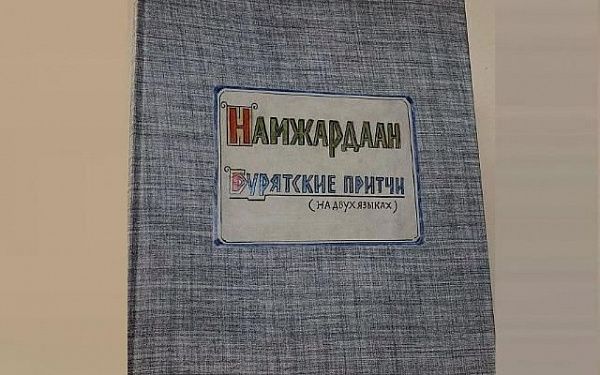 НАМЖАРДААН
БУРЯТСКИЕ ПРИТЧИ
(НА ДВУХ ЯЗЫКАХ)